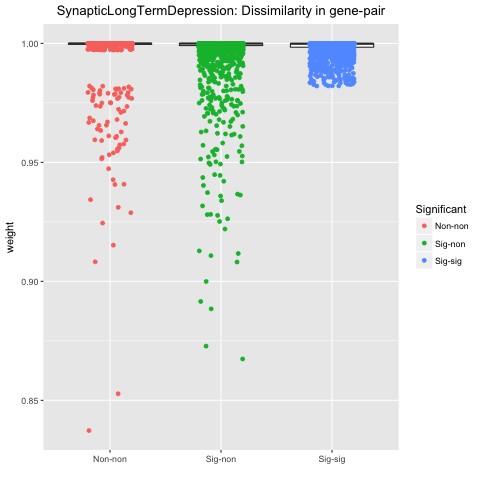 SynapticLongTermDepression: Dissimilarity in gene-pair
1.00
0.95
0.90
0.85
weight
Non-non
Sig-non
Sig-sig
Significant
Non-non
Sig-non
Sig-sig